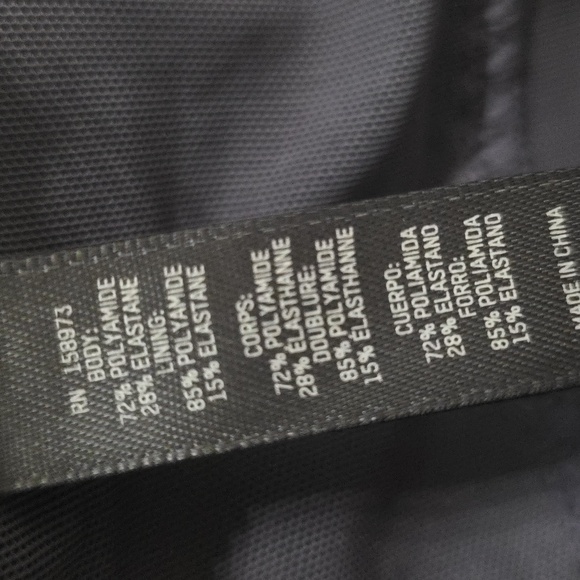 RN 158973
BODY:
72% POLYAMIDE
28% ELASTANE
LINING:
85% POLYAMIDE
15% ELASTANE
CORPS:
72% POLYAMIDE
28% ÉLASTHANNE
DOUBLURE:
85% POLYAMIDE
15% ÉLASTHANNE
CUERPO:
72% POLIAMIDA
28% ELASTANO
FORRO:
85% POLIAMIDA
15% ELASTANO
MADE IN CHINA